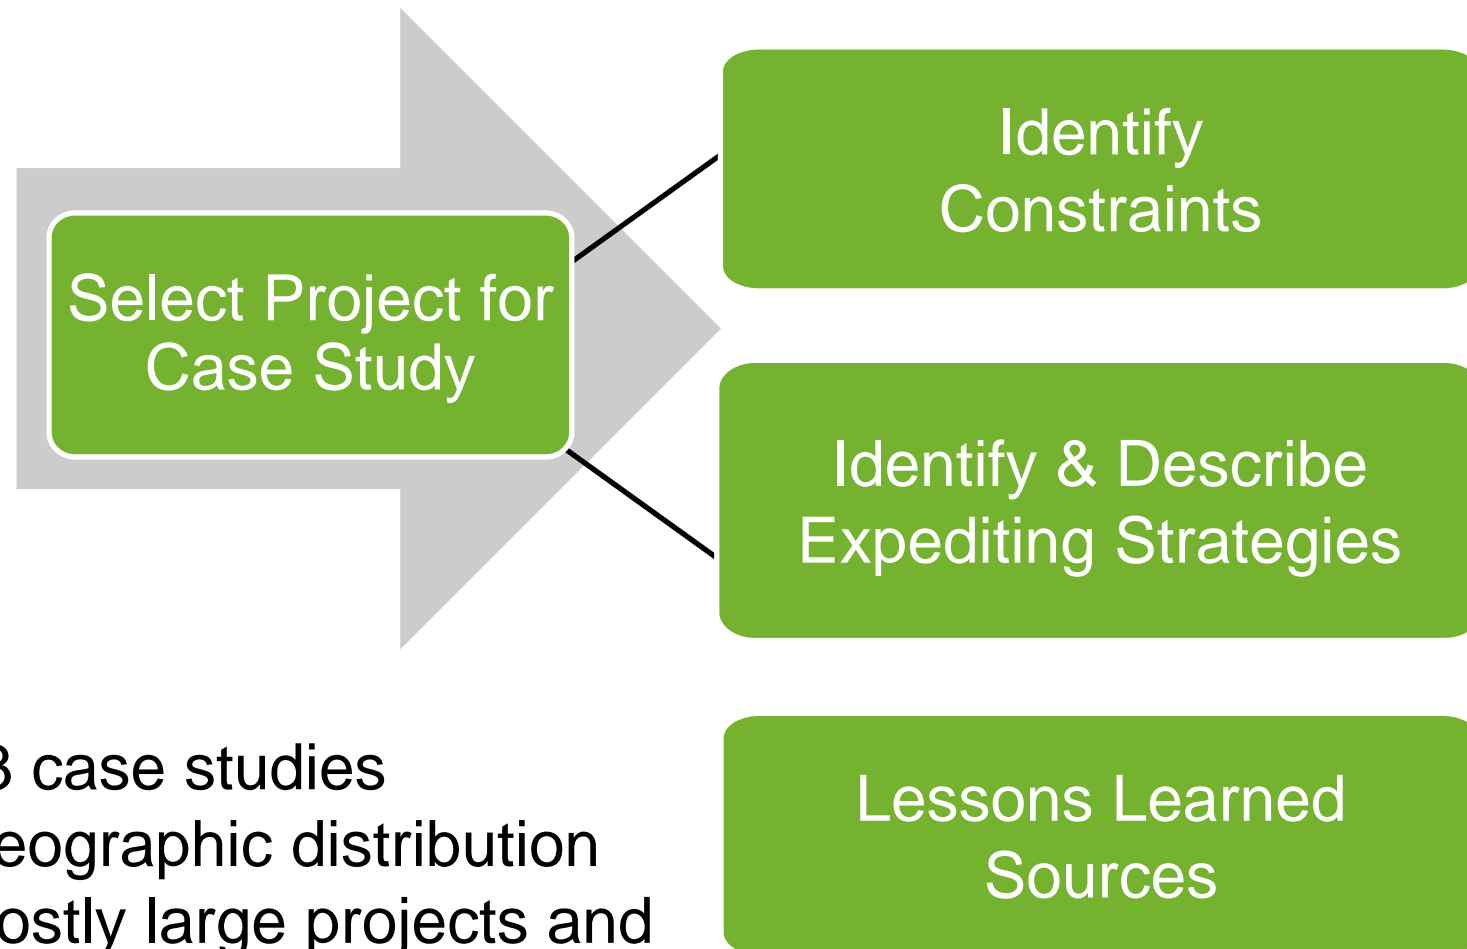 Select Project for
Case Study
Identify
Constraints
Identify & Describe
Expediting Strategies
Lessons Learned
Sources
3 case studies
eographic distribution
ostly large projects and